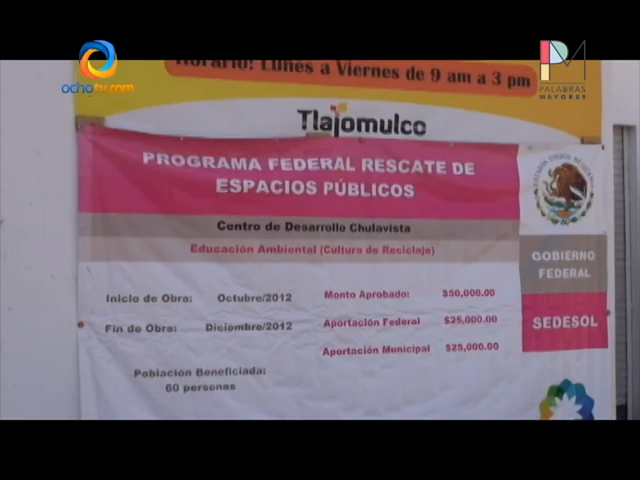 ochotv.com
PM
PALABRAS
MAYORES
Horario: Lunes a Viernes de 9 am a 3 pm
Tlajomulco
PROGRAMA FEDERAL RESCATE DE
ESPACIOS PÚBLICOS
Centro de Desarrollo Chulavista
Educación Ambiental (Cultura de Reciclaje)
GOBIERNO
FEDERAL
SEDESOL
Inicio de Obra: Octubre/2012
Fin de Obra: Diciembre/2012
Monto Aprobado: $50,000.00
Aportación Federal $25,000.00
Aportación Municipal $25,000.00
Población Beneficiada:
60 personas